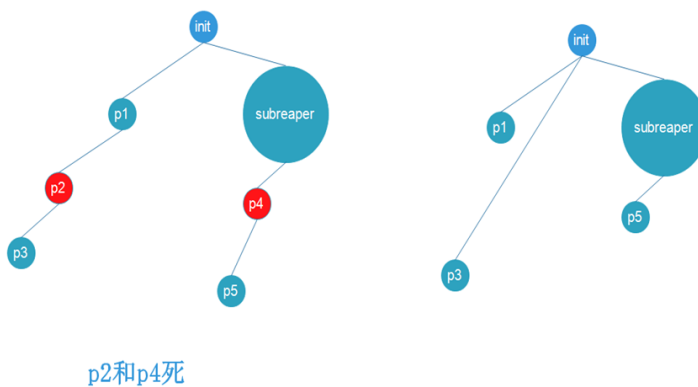 init
p1
subreaper
p2
p4
p3
p5
init
p1
subreaper
p5
p3
p2和p4死